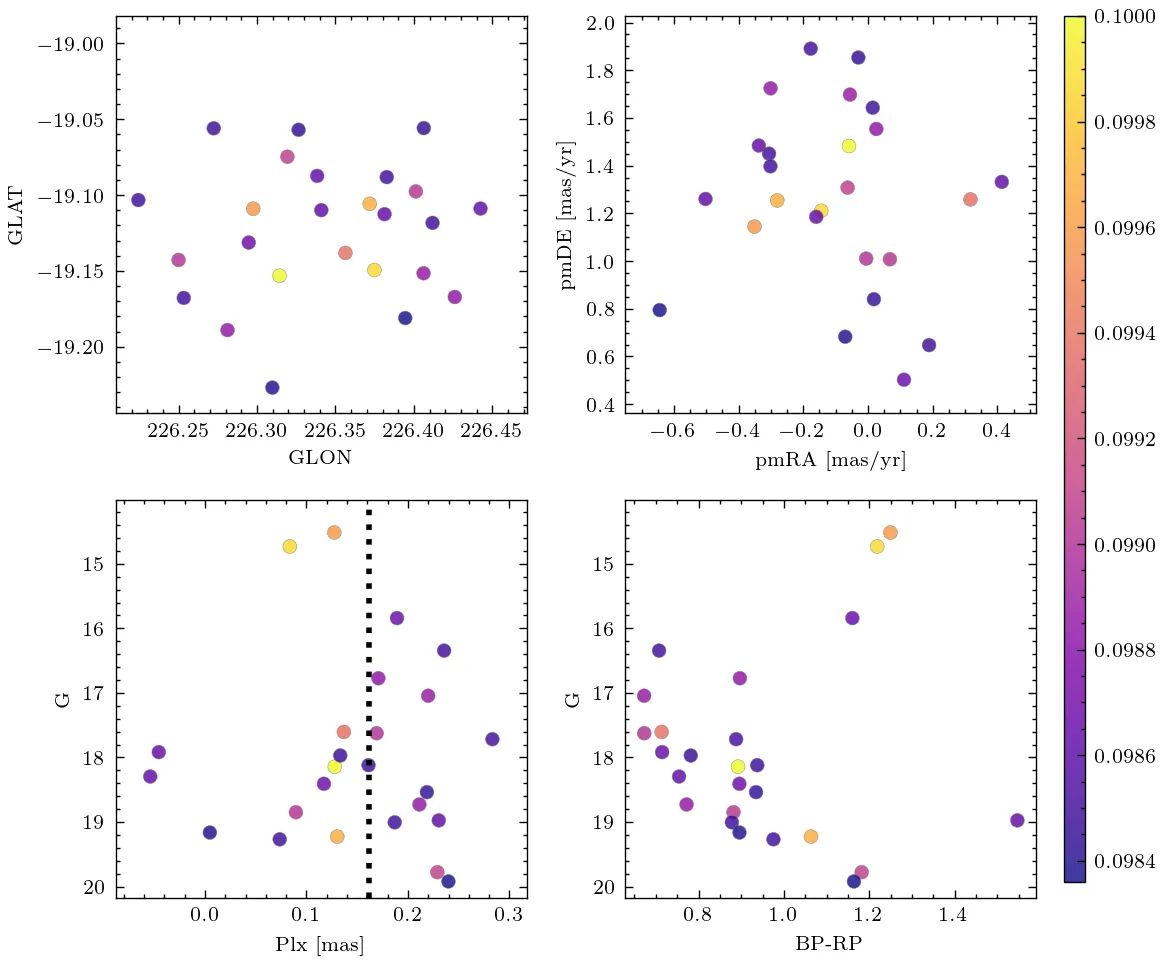 −19.00
−19.05
−19.10
−19.15
−19.20
GLAT
226.25 226.30 226.35 226.40 226.45
GLON
2.0
1.8
1.6
1.4
1.2
1.0
0.8
0.6
0.4
pmDE [mas/yr]
−0.6 −0.4 −0.2 0.0 0.2 0.4
pmRA [mas/yr]
0.1000
0.0998
0.0996
0.0994
0.0992
0.0990
0.0988
0.0986
0.0984
15
16
17
18
19
20
G
0.0 0.1 0.2 0.3
Plx [mas]
15
16
17
18
19
20
G
0.8 1.0 1.2 1.4
BP-RP